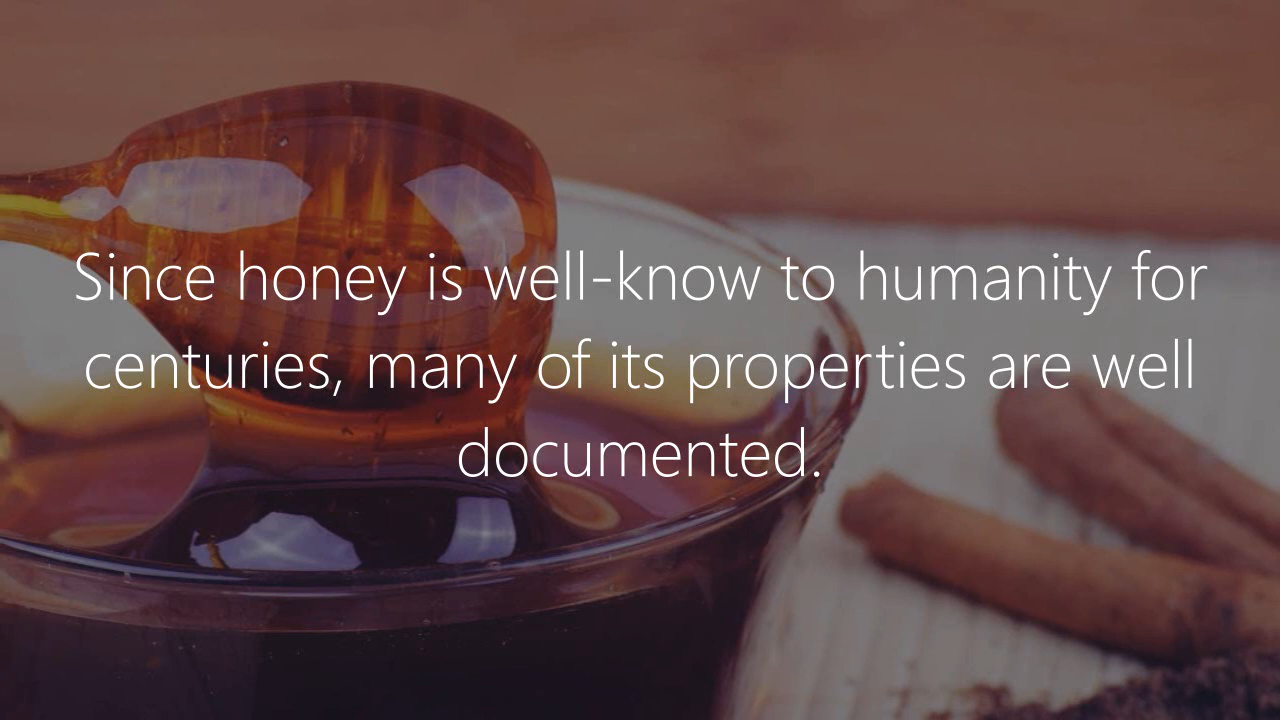 Since honey is well-know to humanity for
centuries, many of its properties are well
documented.